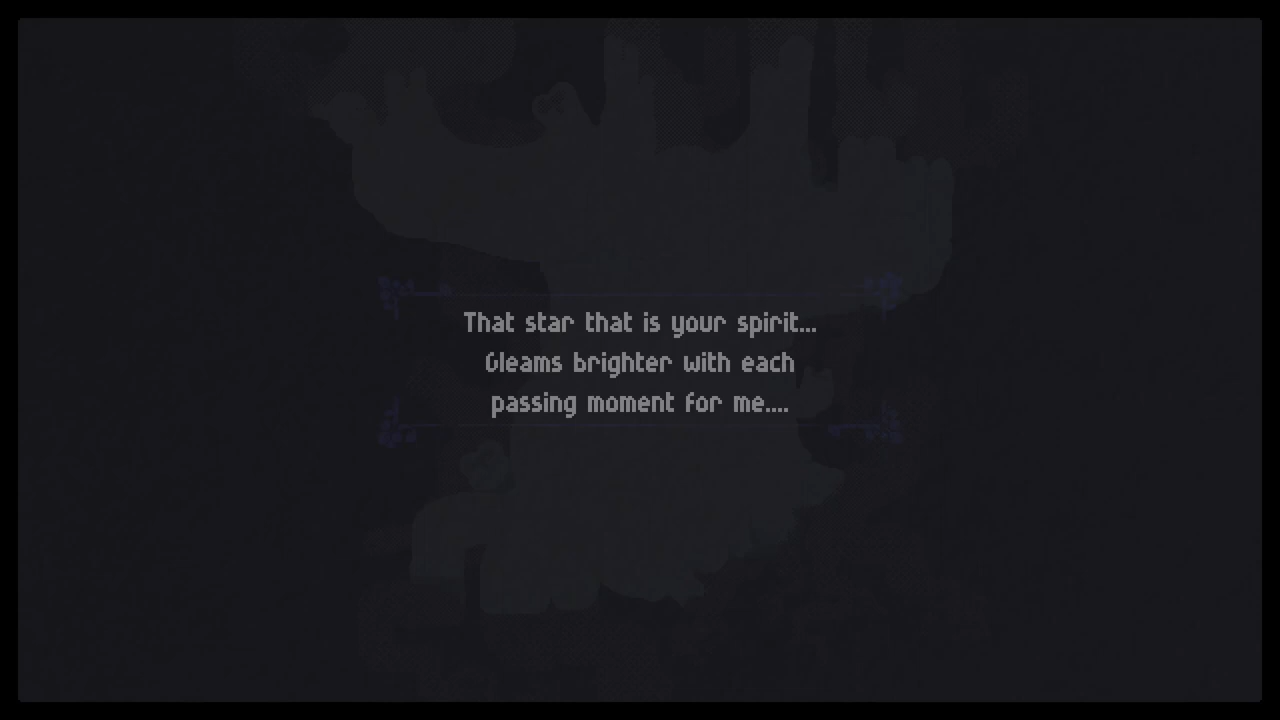 That star that is your spirit...
Gleams brighter with each
passing moment for me....